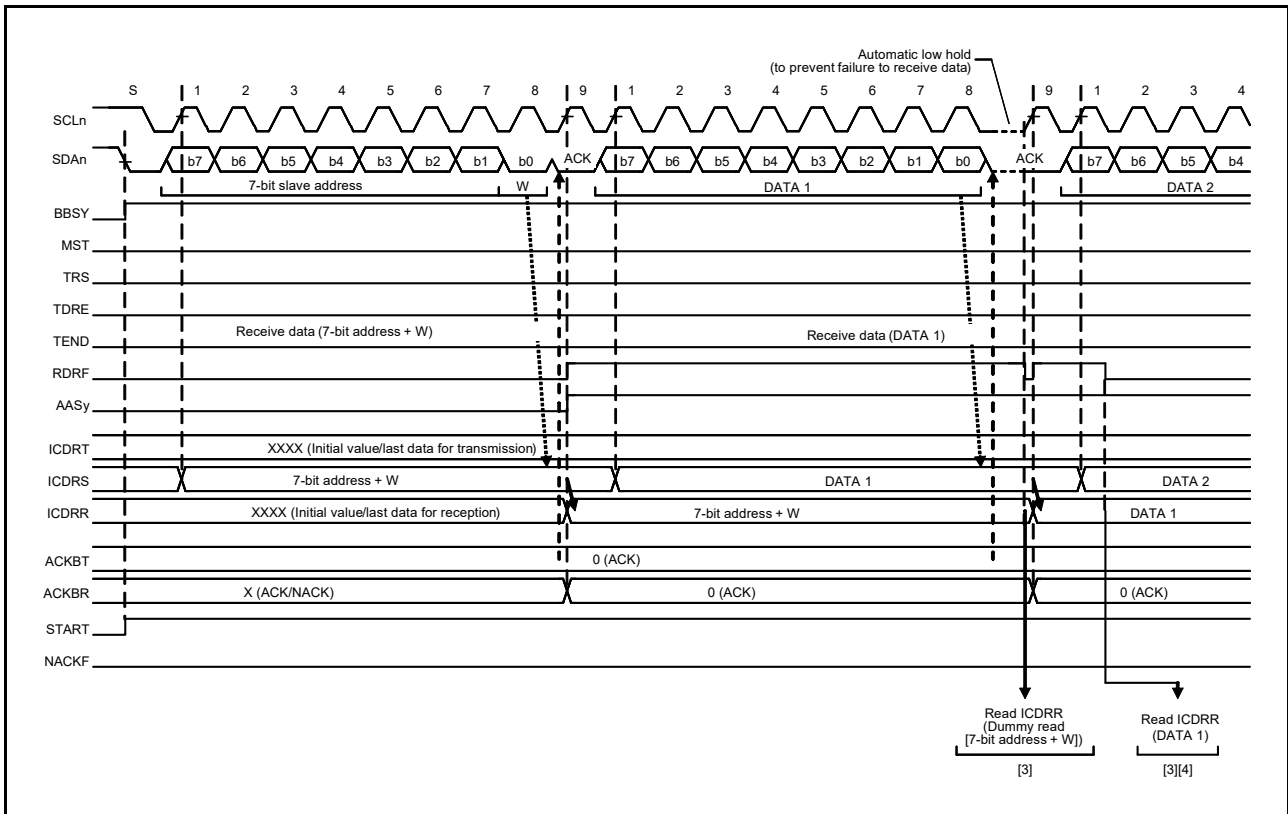 Automatic low hold
(to prevent failure to receive data)
S 1 2 3 4 5 6 7 8 9 1 2 3 4 5 6 7 8 9 1 2 3 4
SCLn
SDAn b7 b6 b5 b4 b3 b2 b1 b0 ACK b7 b6 b5 b4 b3 b2 b1 b0 ACK b7 b6 b5 b4
7-bit slave address W DATA 1 DATA 2
BBSY
MST
TRS
TDRE
Receive data (7-bit address + W) Receive data (DATA 1)
TEND
RDRF
AASy
ICDRT XXXX (Initial value/last data for transmission)
ICDRS 7-bit address + W DATA 1 DATA 2
ICDRR XXXX (Initial value/last data for reception) 7-bit address + W DATA 1
ACKBT 0 (ACK)
ACKBR X (ACK/NACK) 0 (ACK) 0 (ACK)
START
NACKF
Read ICDRR
(Dummy read
[7-bit address + W])
[3]
Read ICDRR
(DATA 1)
[3][4]